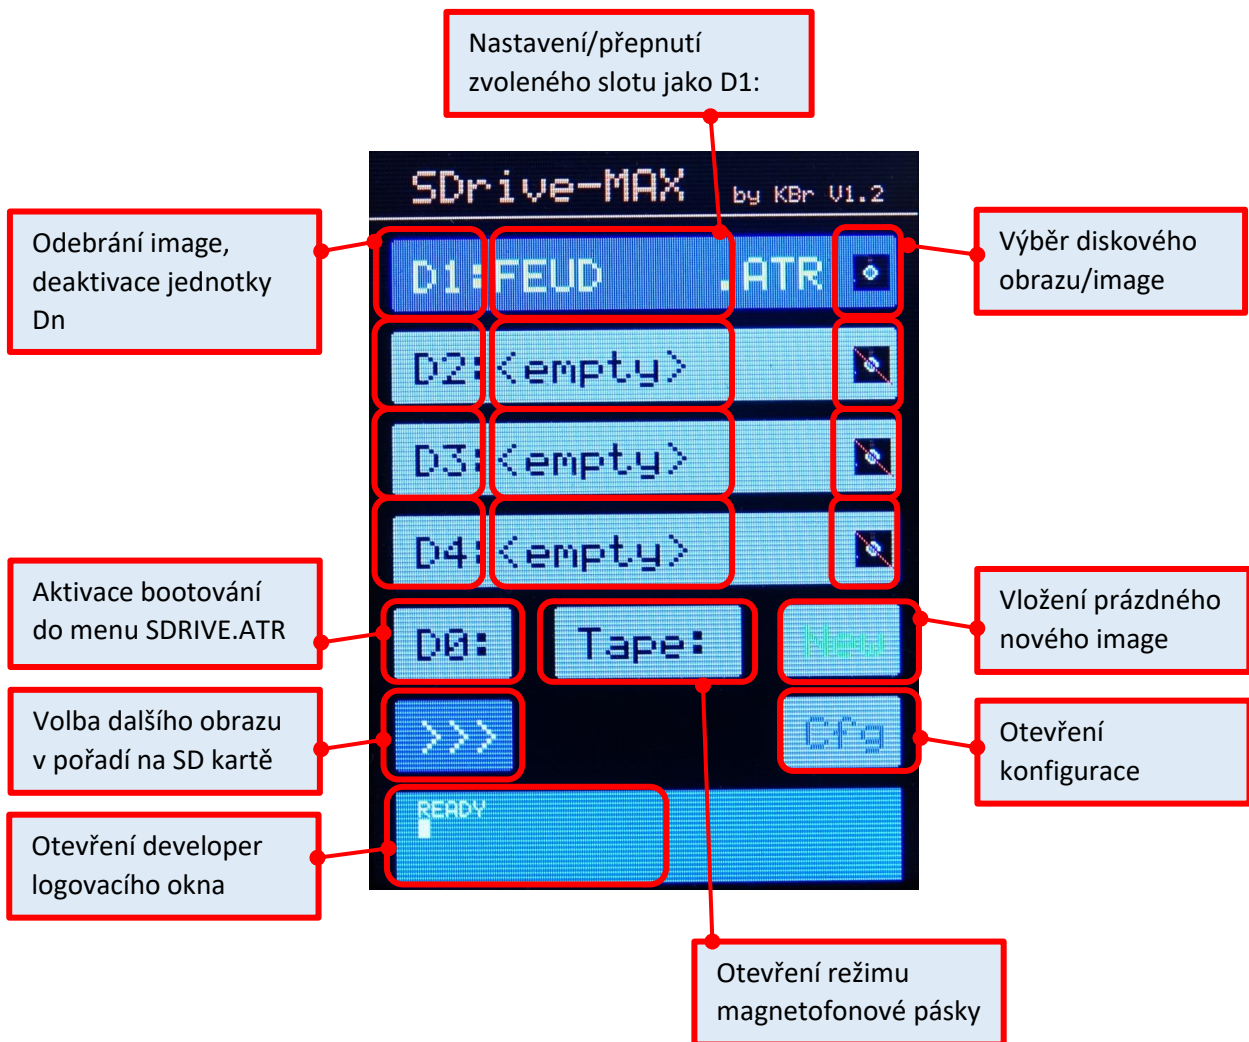 Nastavení/přepnutí
zvoleného slotu jako D1:
SDrive-MAX by KBr V1.2
Odebrání image,
deaktivace jednotky
Dn
D1:FEUD .ATR
Výběr diskového
obrazu/image
D2:<empty>
D3:<empty>
D4:<empty>
Aktivace bootování
do menu SDRIVE.ATR
D0: Tape: New
Vložení prázdného
nového image
Volba dalšího obrazu
v pořadí na SD kartě
>>> Cfg
Otevření
konfigurace
Otevření developer
logovacího okna
READY
Otevření režimu
magnetofonové pásky